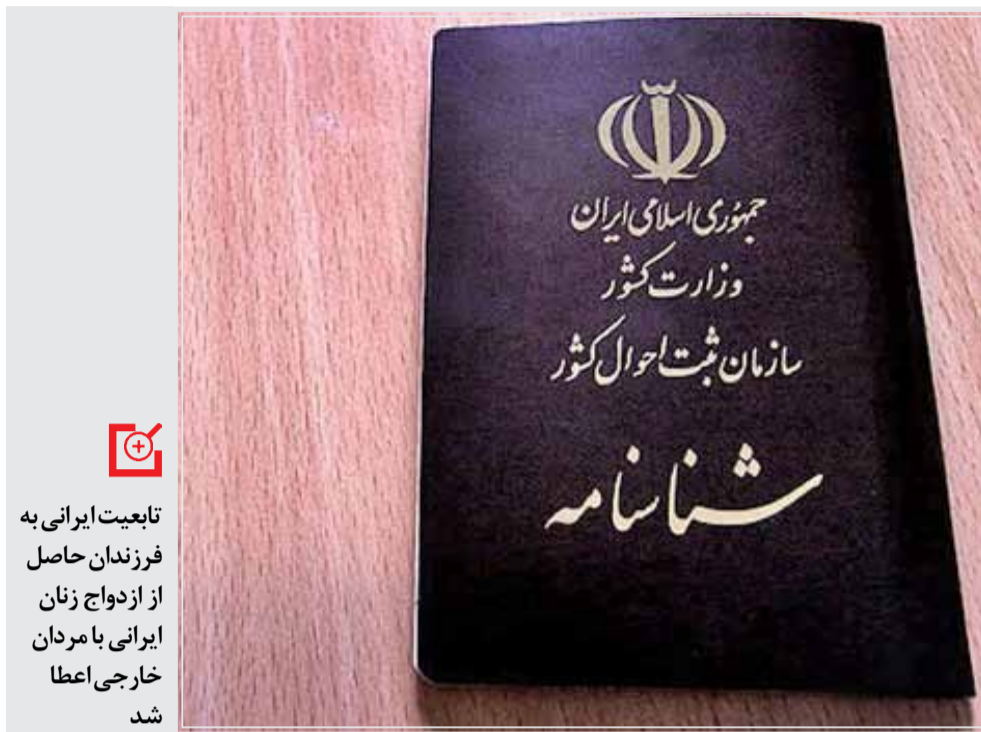 جمهوری اسلامی ایران
وزارت کشور
سازمان ثبت احوال کشور
شناسنامه
تابعیت ایرانی به
فرزندان حاصل
از ازدواج زنان
ایرانی با مردان
خارجی اعطا
شد